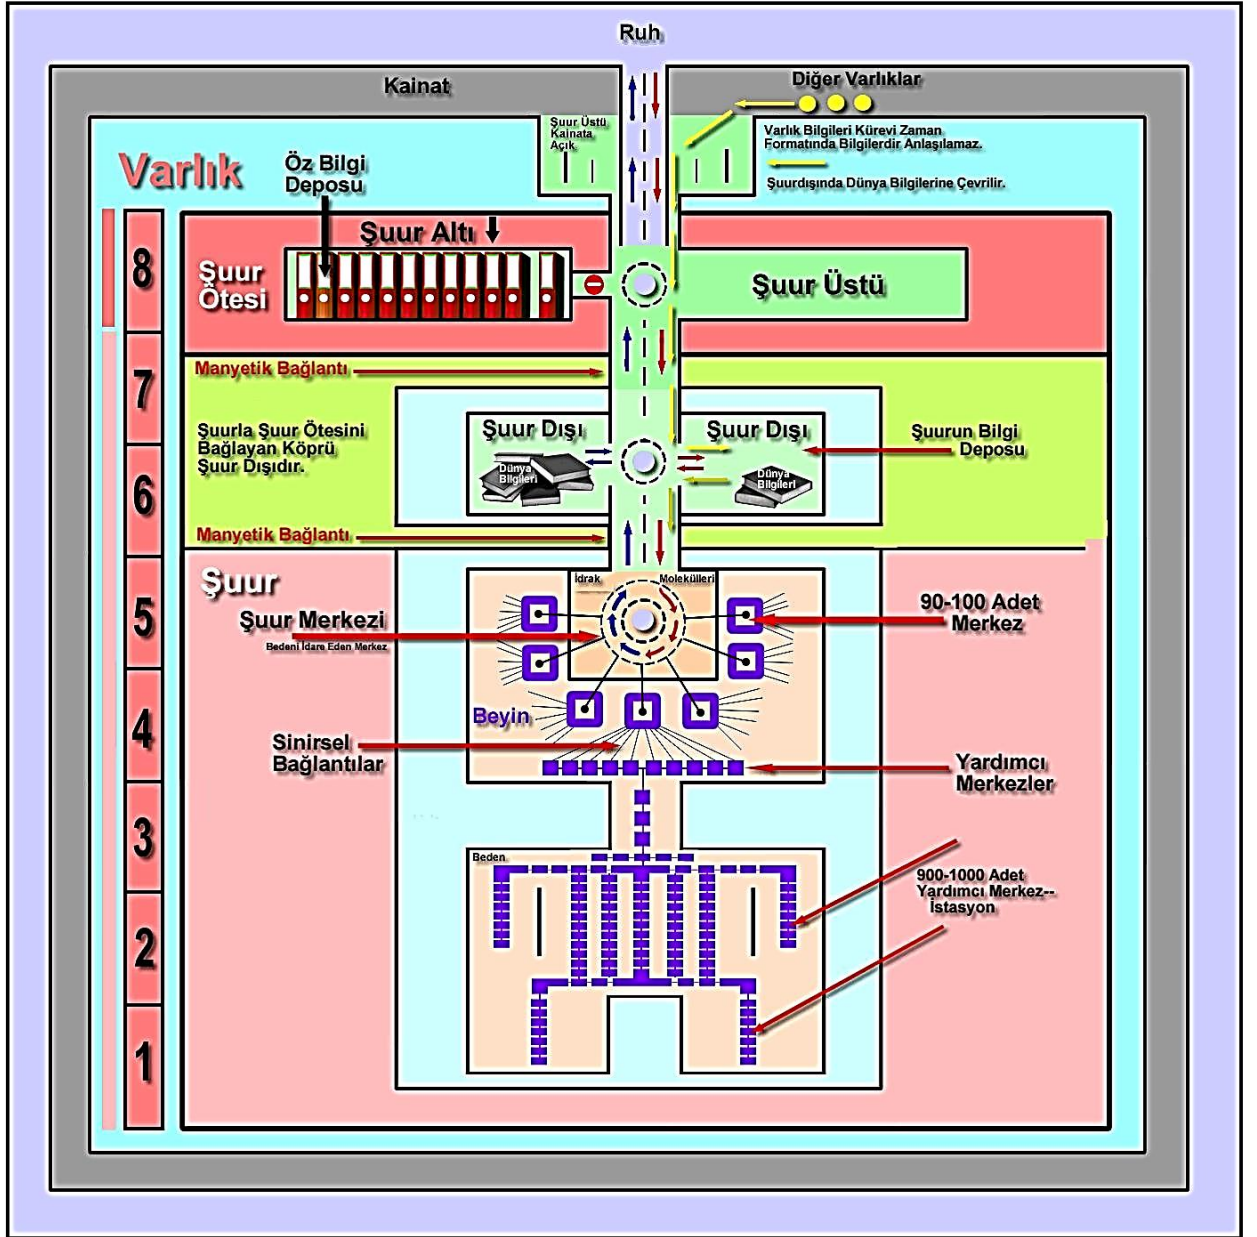 Ruh
Kainat
Diğer Varlıklar
Şuur Üstü
Kainata
Açık
Varlık Bilgileri Kürevi Zaman
Formatında Bilgilerdir Anlaşılamaz.
Şuurdışında Dünya Bilgilerine Çevrilir.
Varlık
Öz Bilgi
Deposu
8
Şuur
Ötesi
Şuur Altı
Şuur Üstü
7
Manyetik Bağlantı
Şuurla Şuur Ötesini
Bağlayan Köprü
Şuur Dışıdır.
Şuur Dışı
Dünya
Bilgileri
Şuur Dışı
Dünya
Bilgileri
Şuurun Bilgi
Deposu
6
Manyetik Bağlantı
Şuur
İdrak
Molekülleri
5
Şuur Merkezi
Bedeni İdare Eden Merkez
90-100 Adet
Merkez
4
Beyin
Sinirsel
Bağlantılar
Yardımcı
Merkezler
3
Beden
900-1000 Adet
Yardımcı Merkez--
İstasyon
2
1